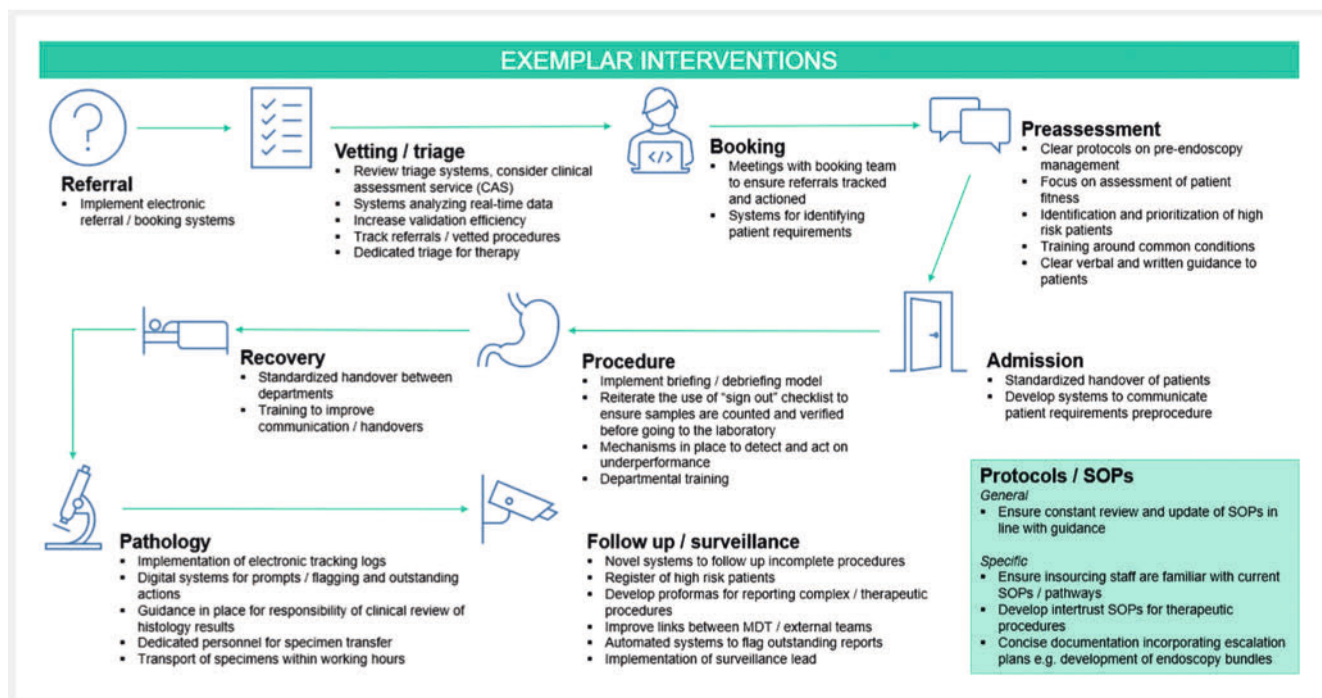 EXEMPLAR INTERVENTIONS
Referral
▪ Implement electronic
referral / booking systems
Vetting / triage
▪ Review triage systems, consider clinical
assessment service (CAS)
▪ Systems analyzing real-time data
▪ Increase validation efficiency
▪ Track referrals / vetted procedures
▪ Dedicated triage for therapy
</>
Booking
▪ Meetings with booking team
to ensure referrals tracked
and actioned
▪ Systems for identifying
patient requirements
Preassessment
▪ Clear protocols on pre-endoscopy
management
▪ Focus on assessment of patient
fitness
▪ Identification and prioritization of high
risk patients
▪ Training around common conditions
▪ Clear verbal and written guidance to
patients
Admission
▪ Standardized handover of patients
▪ Develop systems to communicate
patient requirements preprocedure
Procedure
▪ Implement briefing / debriefing model
▪ Reiterate the use of “sign out” checklist to
ensure samples are counted and verified
before going to the laboratory
▪ Mechanisms in place to detect and act on
underperformance
▪ Departmental training
Recovery
▪ Standardized handover between
departments
▪ Training to improve
communication / handovers
Pathology
▪ Implementation of electronic tracking logs
▪ Digital systems for prompts / flagging and outstanding
actions
▪ Guidance in place for responsibility of clinical review of
histology results
▪ Dedicated personnel for specimen transfer
▪ Transport of specimens within working hours
Follow up / surveillance
▪ Novel systems to follow up incomplete procedures
▪ Register of high risk patients
▪ Develop proformas for reporting complex / therapeutic
procedures
▪ Improve links between MDT / external teams
▪ Automated systems to flag outstanding reports
▪ Implementation of surveillance lead
Protocols / SOPs
General
▪ Ensure constant review and update of SOPs in
line with guidance
Specific
▪ Ensure insourcing staff are familiar with current
SOPs / pathways
▪ Develop intertrust SOPs for therapeutic
procedures
▪ Concise documentation incorporating escalation
plans e.g. development of endoscopy bundles